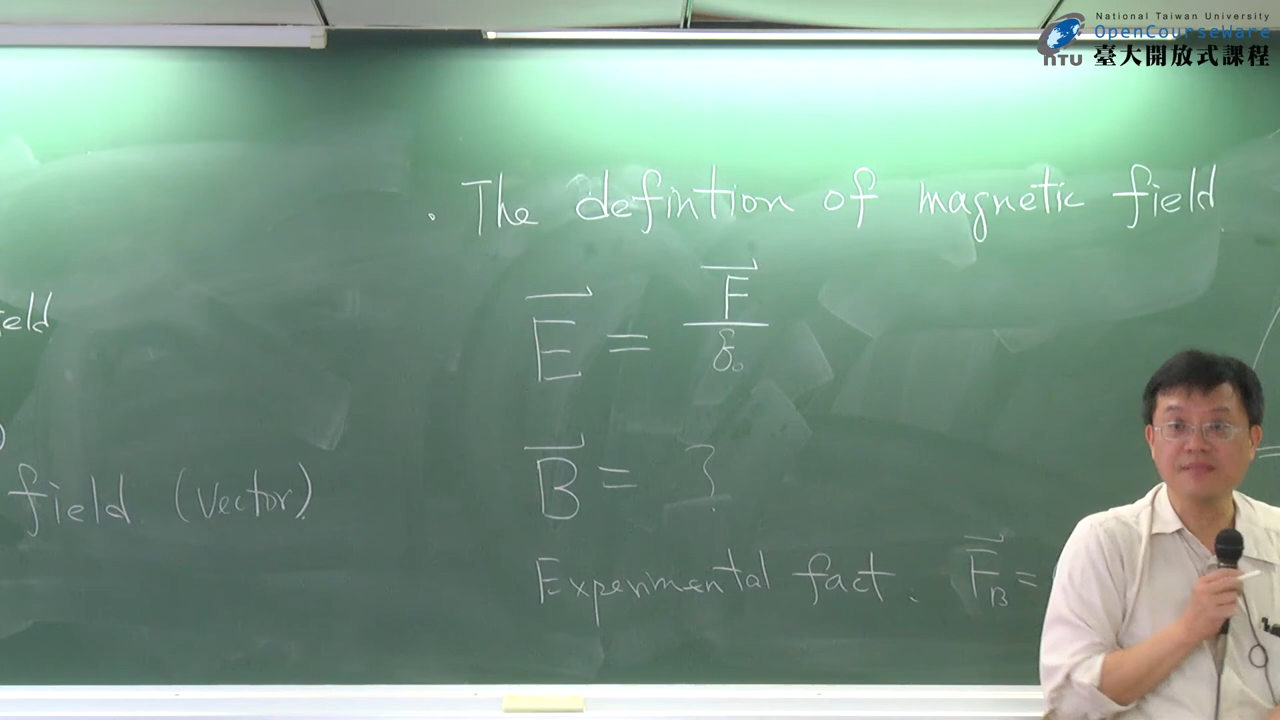 National Taiwan University
OpenCourseWare
NTU 臺大開放式課程
. The defintion of magnetic field
E⃗ = F⃗ / q₀
eld
B⃗ = ?
field (vector)
Experimental fact. F⃗_B =